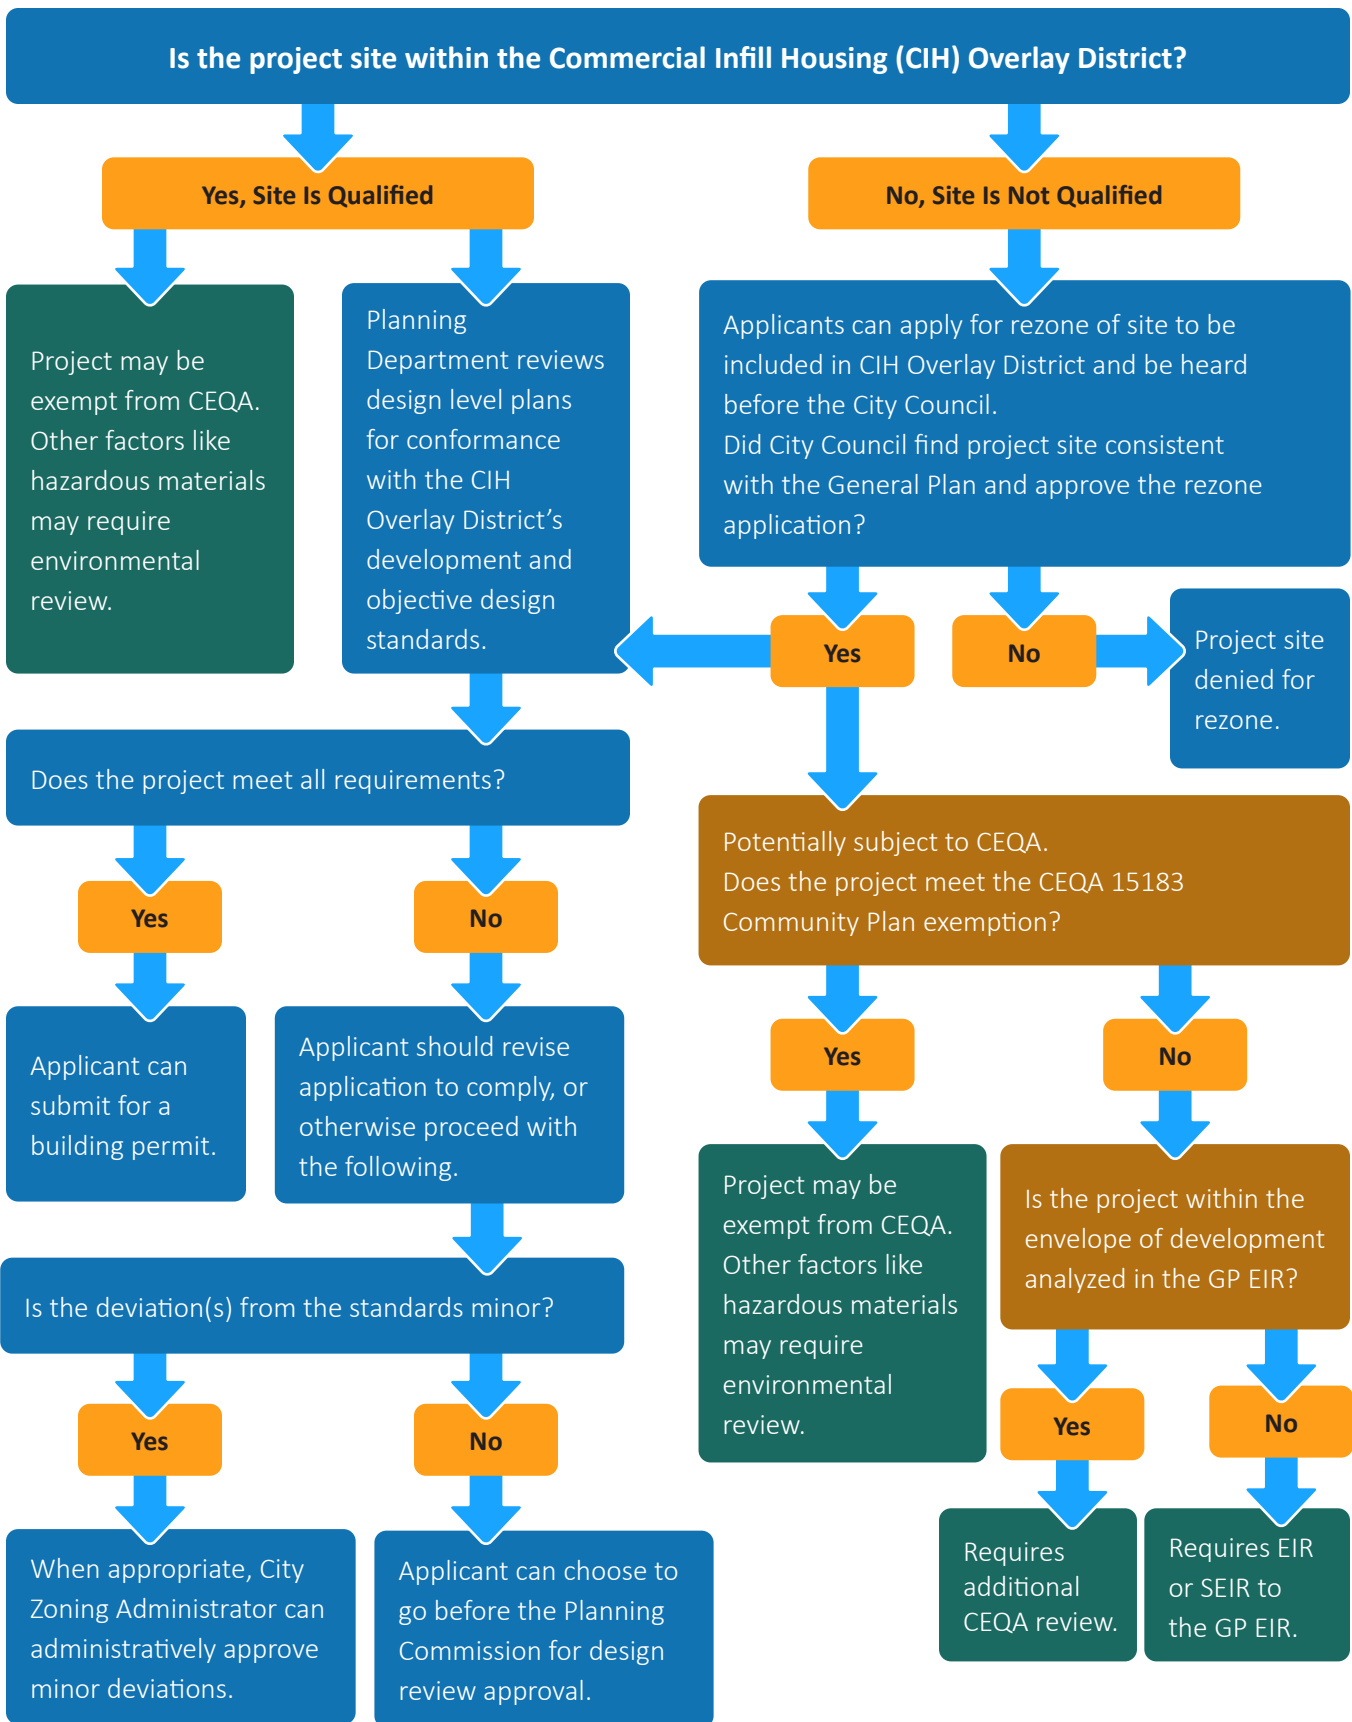 Is the project site within the Commercial Infill Housing (CIH) Overlay District?
Yes, Site Is Qualified
No, Site Is Not Qualified
Project may be
exempt from CEQA.
Other factors like
hazardous materials
may require
environmental
review.
Planning
Department reviews
design level plans
for conformance
with the CIH
Overlay District’s
development and
objective design
standards.
Applicants can apply for rezone of site to be
included in CIH Overlay District and be heard
before the City Council.
Did City Council find project site consistent
with the General Plan and approve the rezone
application?
Yes
No
Project site
denied for
rezone.
Does the project meet all requirements?
Yes
No
Applicant can
submit for a
building permit.
Applicant should revise
application to comply, or
otherwise proceed with
the following.
Is the deviation(s) from the standards minor?
Yes
No
When appropriate, City
Zoning Administrator can
administratively approve
minor deviations.
Applicant can choose to
go before the Planning
Commission for design
review approval.
Potentially subject to CEQA.
Does the project meet the CEQA 15183
Community Plan exemption?
Yes
No
Project may be
exempt from CEQA.
Other factors like
hazardous materials
may require
environmental
review.
Is the project within the
envelope of development
analyzed in the GP EIR?
Yes
No
Requires
additional
CEQA review.
Requires EIR
or SEIR to
the GP EIR.